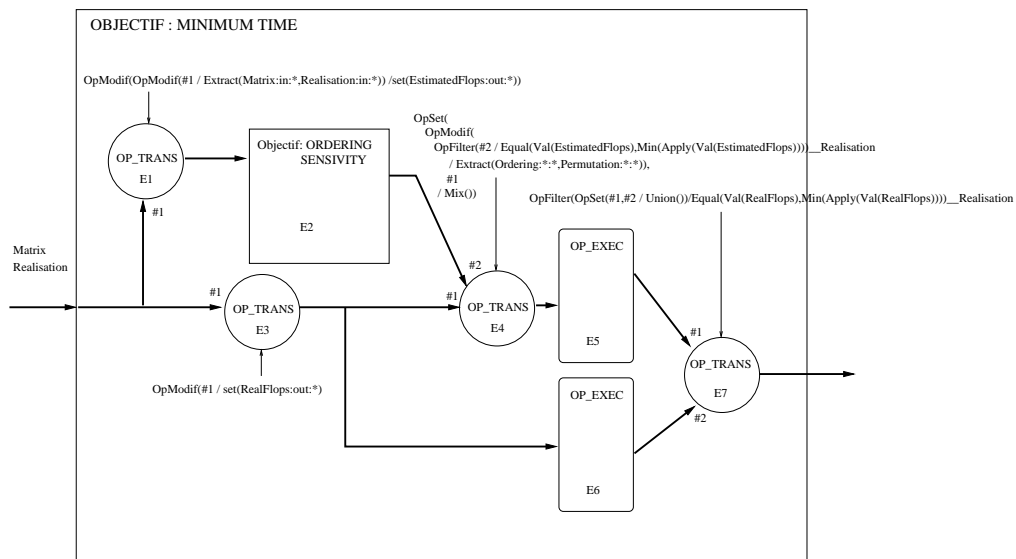 OBJECTIF : MINIMUM TIME
OpModif(OpModif(#1 / Extract(Matrix:in:*,Realisation:in:*)) /set(EstimatedFlops:out:*))
OP_TRANS
E1
#1
Objectif: ORDERING
SENSIVITY
E2
OpSet(
OpModif(
OpFilter(#2 / Equal(Val(EstimatedFlops),Min(Apply(Val(EstimatedFlops))))__Realisation
/ Extract(Ordering:*:*,Permutation:*:*)),
#1
/ Mix())
OpFilter(OpSet(#1,#2 / Union())/Equal(Val(RealFlops),Min(Apply(Val(RealFlops))))__Realisation
Matrix
Realisation
#1
OP_TRANS
E3
OpModif(#1 / set(RealFlops:out:*)
#2
#1
OP_TRANS
E4
OP_EXEC
E5
#1
OP_TRANS
E7
#2
OP_EXEC
E6